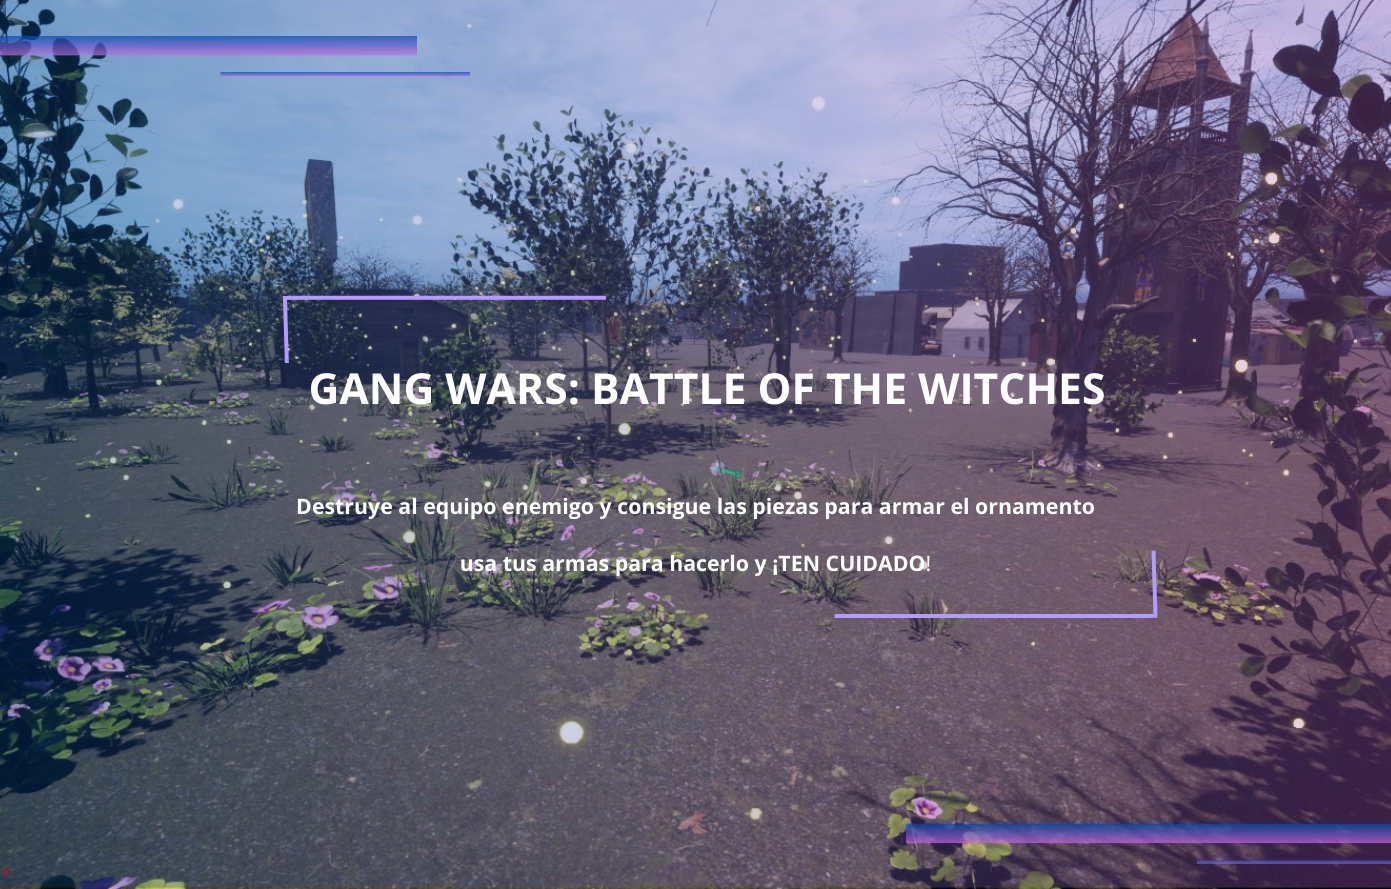 GANG WARS: BATTLE OF THE WITCHES
Destruye al equipo enemigo y consigue las piezas para armar el ornamento
usa tus armas para hacerlo y ¡TEN CUIDADO!